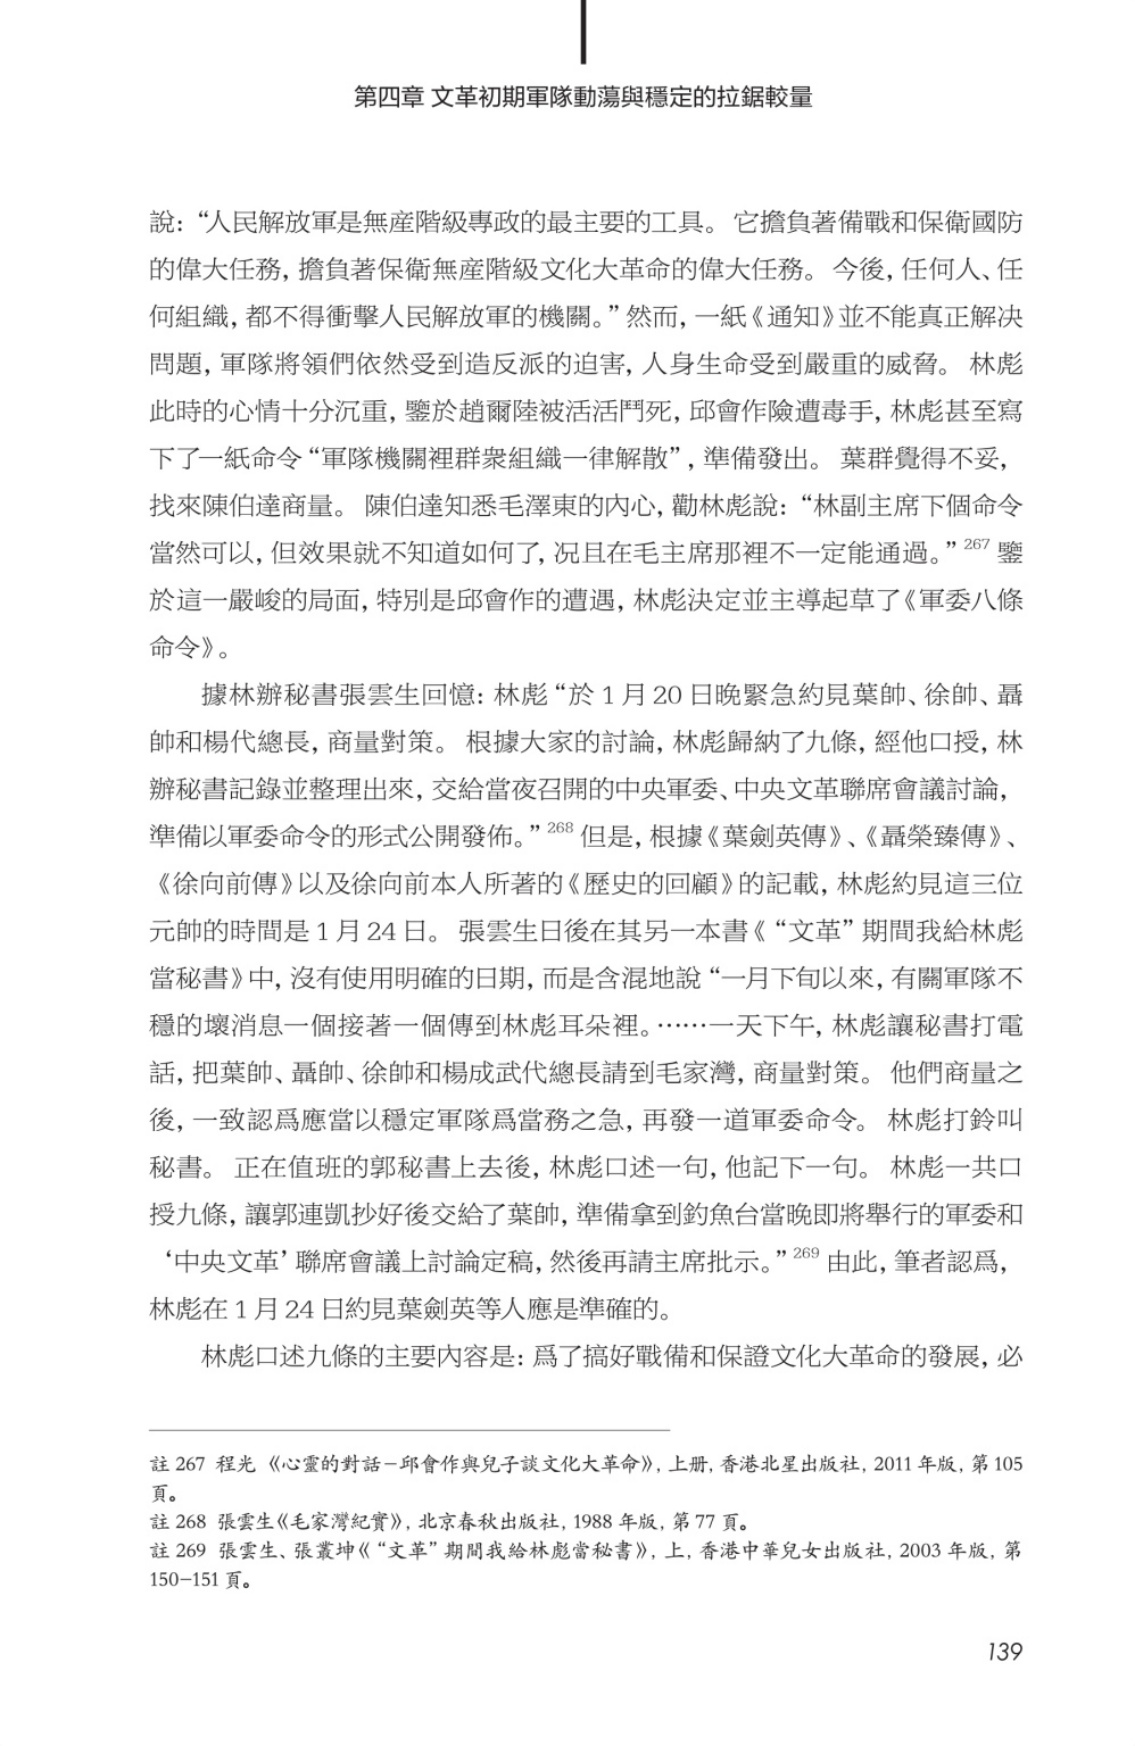 第四章 文革初期軍隊動蕩與穩定的拉鋸較量
說：“人民解放軍是無産階級專政的最主要的工具。它擔負著備戰和保衛國防
的偉大任務，擔負著保衛無産階級文化大革命的偉大任務。今後，任何人、任
何組織，都不得衝擊人民解放軍的機關。”然而，一紙《通知》並不能真正解决
問題，軍隊將領們依然受到造反派的迫害，人身生命受到嚴重的威脅。林彪
此時的心情十分沉重，鑒於趙爾陸被活活鬥死，邱會作險遭毒手，林彪甚至寫
下了一紙命令“軍隊機關裡群衆組織一律解散”，準備發出。葉群覺得不妥，
找來陳伯達商量。陳伯達知悉毛澤東的內心，勸林彪說：“林副主席下個命令
當然可以，但效果就不知道如何了，况且在毛主席那裡不一定能通過。”267 鑒
於這一嚴峻的局面，特別是邱會作的遭遇，林彪決定並主導起草了《軍委八條
命令》。
據林辦秘書張雲生回憶：林彪“於 1 月 20 日晚緊急約見葉帥、徐帥、聶
帥和楊代總長，商量對策。根據大家的討論，林彪歸納了九條，經他口授，林
辦秘書記錄並整理出來，交給當夜召開的中央軍委、中央文革聯席會議討論，
準備以軍委命令的形式公開發佈。”268 但是，根據《葉劍英傳》、《聶榮臻傳》、
《徐向前傳》以及徐向前本人所著的《歷史的回顧》的記載，林彪約見這三位
元帥的時間是 1 月 24 日。張雲生日後在其另一本書《“文革”期間我給林彪
當秘書》中，沒有使用明確的日期，而是含混地說“一月下旬以來，有關軍隊不
穩的壞消息一個接著一個傳到林彪耳朵裡。……一天下午，林彪讓秘書打電
話，把葉帥、聶帥、徐帥和楊成武代總長請到毛家灣，商量對策。他們商量之
後，一致認爲應當以穩定軍隊爲當務之急，再發一道軍委命令。林彪打鈴叫
秘書。正在值班的郭秘書上去後，林彪口述一句，他記下一句。林彪一共口
授九條，讓郭連凱抄好後交給了葉帥，準備拿到釣魚台當晚即將舉行的軍委和
‘中央文革’聯席會議上討論定稿，然後再請主席批示。”269 由此，筆者認爲，
林彪在 1 月 24 日約見葉劍英等人應是準確的。
林彪口述九條的主要內容是：爲了搞好戰備和保證文化大革命的發展，必
註 267 程光《心靈的對話－邱會作與兒子談文化大革命》，上册，香港北星出版社，2011 年版，第 105
頁。
註 268 張雲生《毛家灣紀實》，北京春秋出版社，1988 年版，第 77 頁。
註 269 張雲生、張叢坤《“文革”期間我給林彪當秘書》，上，香港中華兒女出版社，2003 年版，第
150－151 頁。
139